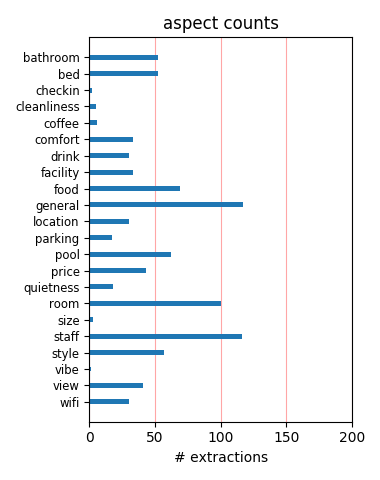 aspect counts
bathroom
bed
checkin
cleanliness
coffee
comfort
drink
facility
food
general
location
parking
pool
price
quietness
room
size
staff
style
vibe
view
wifi
0 50 100 150 200
# extractions